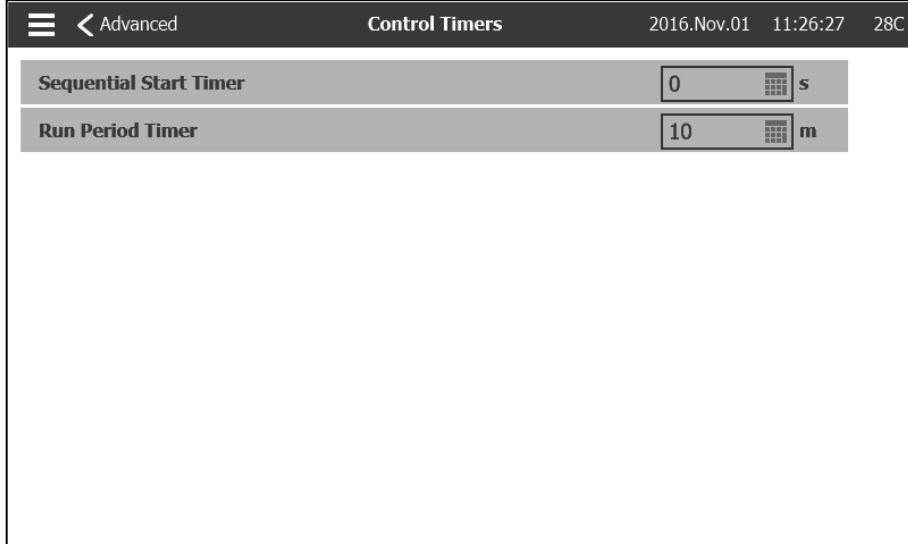 Advanced Control Timers 2016.Nov.01 11:26:27 28C
Sequential Start Timer 0 s
Run Period Timer 10 m